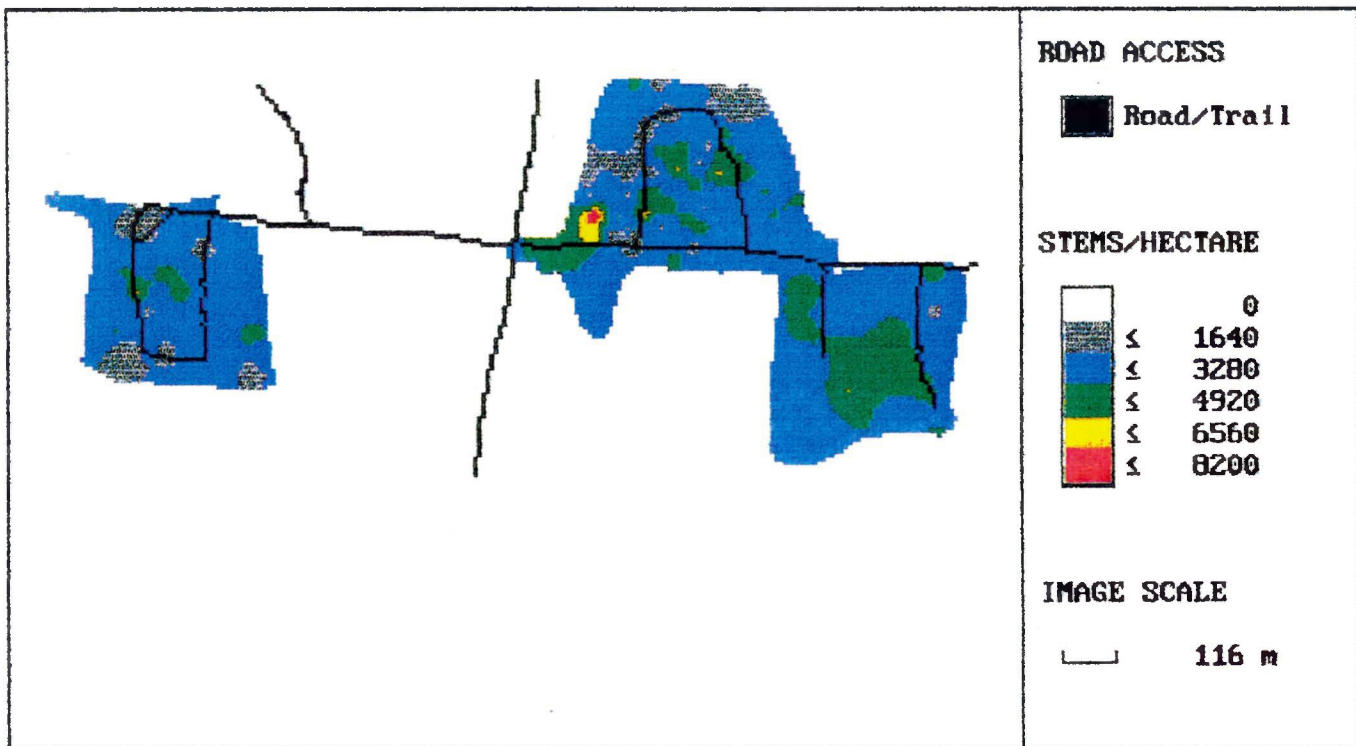 ROAD ACCESS
Road/Trail
STEMS/HECTARE
0
≤ 1640
≤ 3280
≤ 4920
≤ 6560
≤ 8200
IMAGE SCALE
116 m